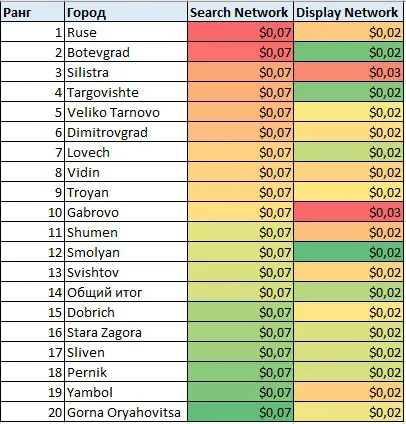 Ранг Город Search Network Display Network
1 Ruse $0,07 $0,02
2 Botevgrad $0,07 $0,02
3 Silistra $0,07 $0,03
4 Targovishte $0,07 $0,02
5 Veliko Tarnovo $0,07 $0,02
6 Dimitrovgrad $0,07 $0,02
7 Lovech $0,07 $0,02
8 Vidin $0,07 $0,02
9 Troyan $0,07 $0,02
10 Gabrovo $0,07 $0,03
11 Shumen $0,07 $0,02
12 Smolyan $0,07 $0,02
13 Svishtov $0,07 $0,02
14 Общий итог $0,07 $0,02
15 Dobrich $0,07 $0,02
16 Stara Zagora $0,07 $0,02
17 Sliven $0,07 $0,02
18 Pernik $0,07 $0,02
19 Yambol $0,07 $0,02
20 Gorna Oryahovitsa $0,07 $0,02